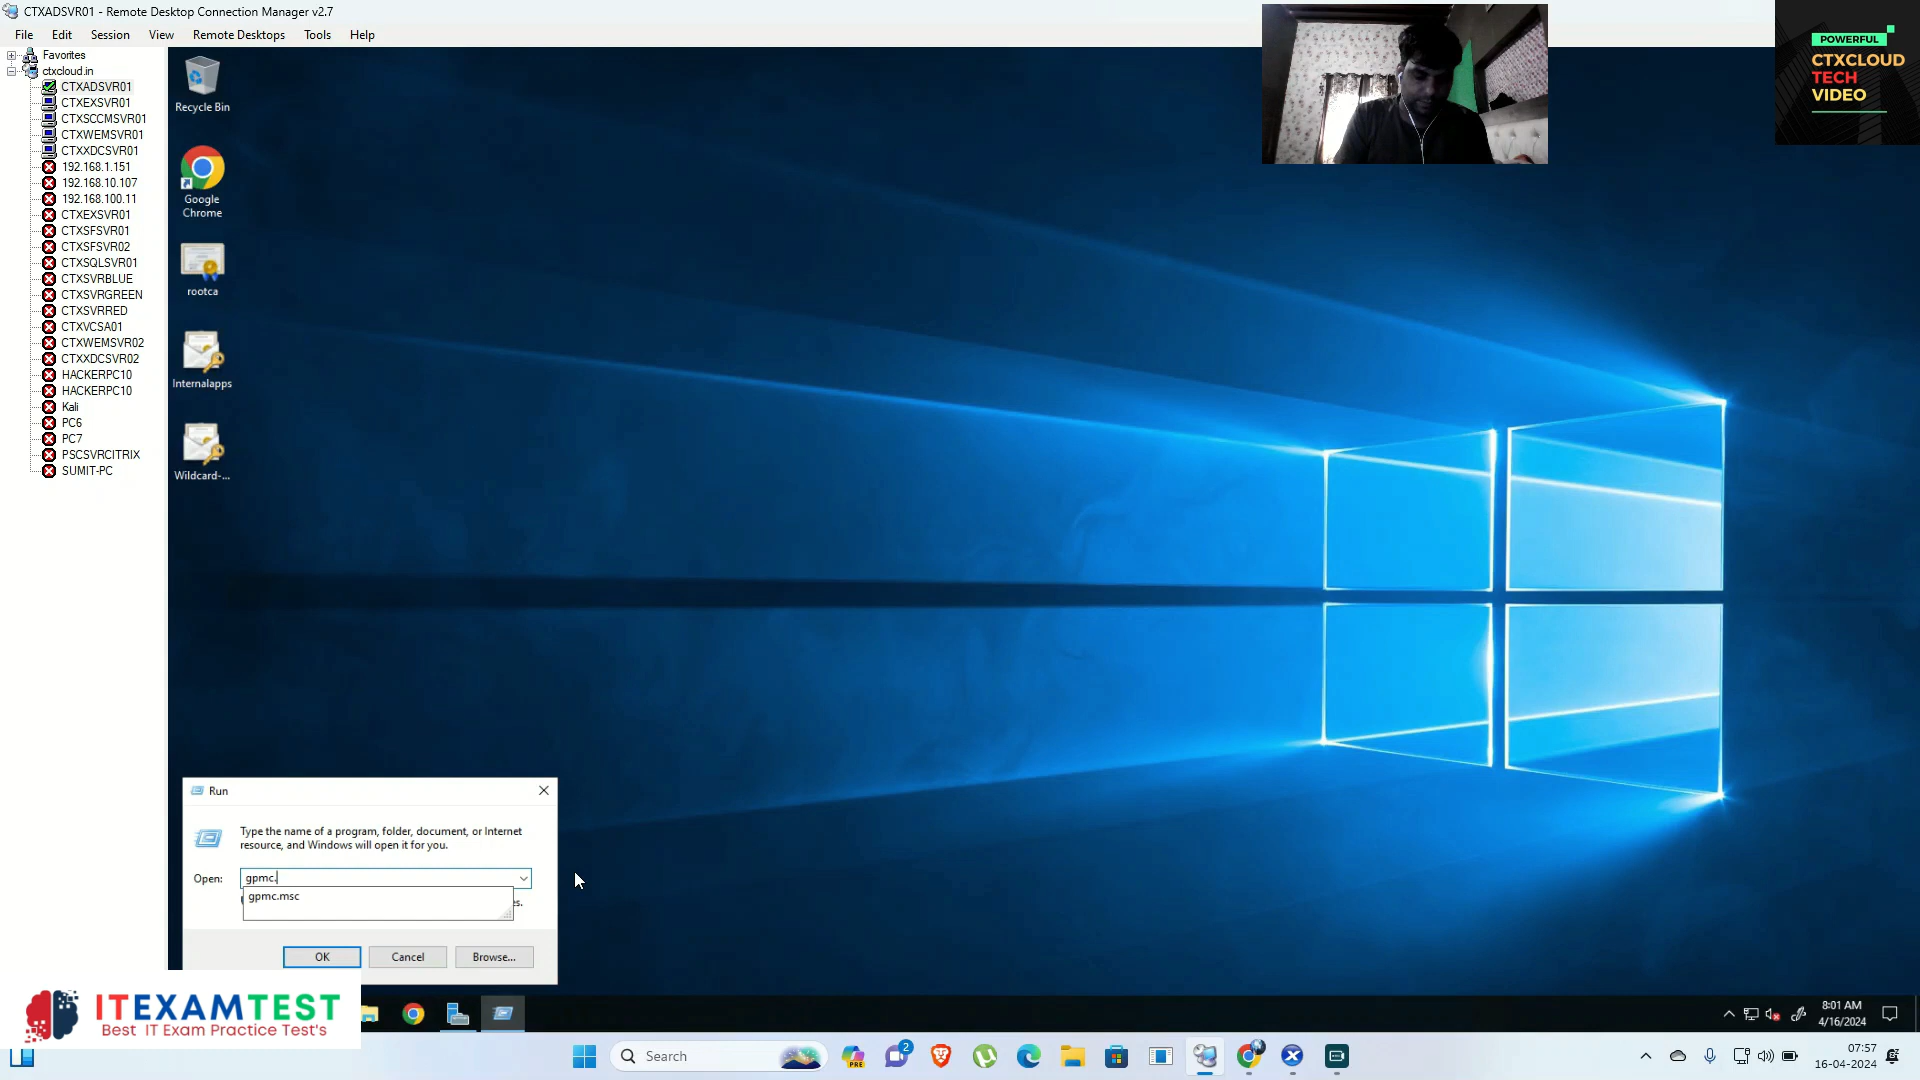 CTXADSVR01 - Remote Desktop Connection Manager v2.7
File Edit Session View Remote Desktops Tools Help
Favorites
ctxcloud.in
CTXADSVR01
CTXEXSVR01
CTXSCCMSVR01
CTXWEMSVR01
CTXXDCSVR01
192.168.1.151
192.168.10.107
192.168.100.11
CTXEXSVR01
CTXSFSVR01
CTXSFSVR02
CTXSQLSVR01
CTXSVRBLUE
CTXSVRGREEN
CTXSVRRED
CTXVCSA01
CTXWEMSVR02
CTXXDCSVR02
HACKERPC10
HACKERPC10
Kali
PC6
PC7
PSCSVRCITRIX
SUMIT-PC
Recycle Bin
Google
Chrome
rootca
Internalapps
Wildcard-...
POWERFUL
CTXCLOUD
TECH
VIDEO
Run
Type the name of a program, folder, document, or Internet
resource, and Windows will open it for you.
Open: gpmc.
gpmc.msc
es.
OK Cancel Browse...
ITEXAMTEST
Best IT Exam Practice Test's
8:01 AM
4/16/2024
Search
PRE
2
07:57
16-04-2024